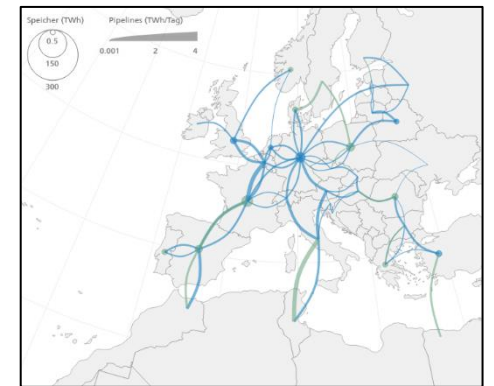 Speicher (TWh)
Pipelines (TWh/Tag)
0.5
0.001 2 4
150
300